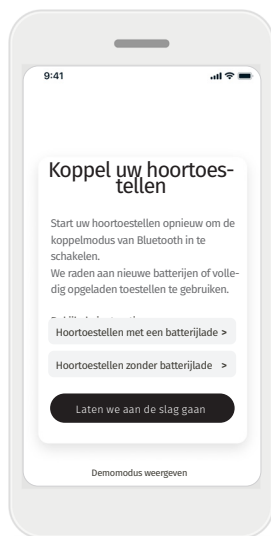 9:41
Koppel uw hoortoes-
tellen
Start uw hoortoestellen opnieuw om de
koppelmodus van Bluetooth in te
schakelen.
We raden aan nieuwe batterijen of volle-
dig opgeladen toestellen te gebruiken.
Hoortoestellen met een batterijlade >
Hoortoestellen zonder batterijlade >
Laten we aan de slag gaan
Demomodus weergeven